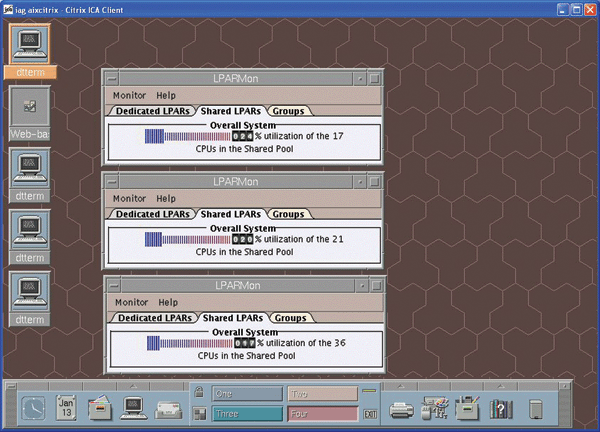 iag aixcitrix - Citrix ICA Client
dtterm
Web-ba
dtterm
dtterm
dtterm
LPARMon
Monitor Help
Dedicated LPARs Shared LPARs Groups
Overall System
024 % utilization of the 17
CPUs in the Shared Pool
LPARMon
Monitor Help
Dedicated LPARs Shared LPARs Groups
Overall System
020 % utilization of the 21
CPUs in the Shared Pool
LPARMon
Monitor Help
Dedicated LPARs Shared LPARs Groups
Overall System
017 % utilization of the 36
CPUs in the Shared Pool
Jan
13
One Two
Three Four
EXIT
?